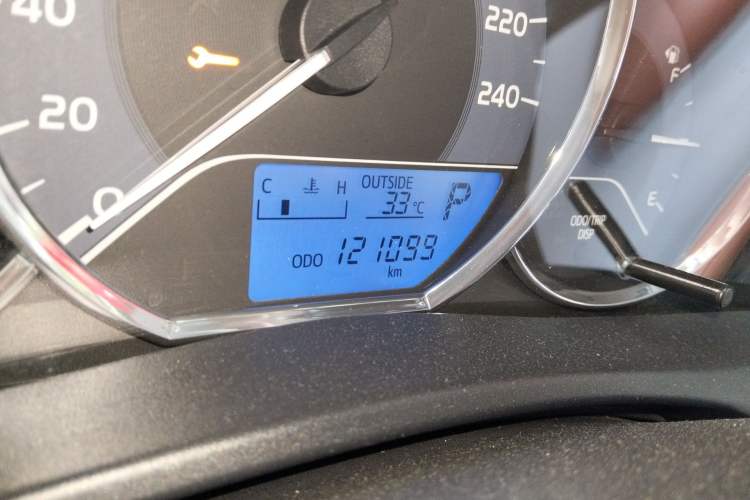 40
20
0
220
240
C H OUTSIDE
33°C
P
ODO 121099
km
F
E
ODO/TRIP
DISP